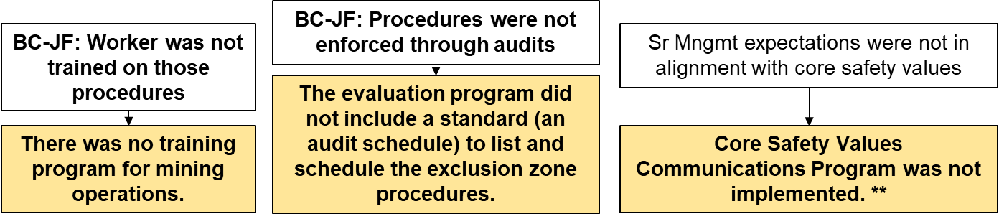 BC-JF: Worker was not
trained on those
procedures
There was no training
program for mining
operations.
BC-JF: Procedures were not
enforced through audits
The evaluation program did
not include a standard (an
audit schedule) to list and
schedule the exclusion zone
procedures.
Sr Mngmt expectations were not in
alignment with core safety values
Core Safety Values
Communications Program was not
implemented. **